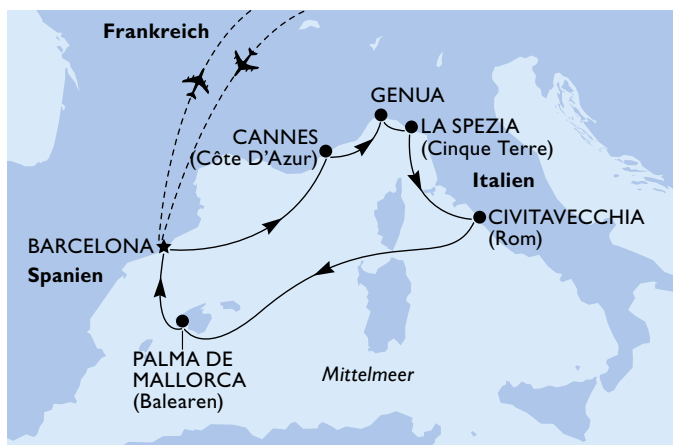 Frankreich
GENUA
CANNES
(Côte D'Azur)
LA SPEZIA
(Cinque Terre)
Italien
CIVITAVECCHIA
(Rom)
BARCELONA
Spanien
PALMA DE
MALLORCA
(Balearen)
Mittelmeer